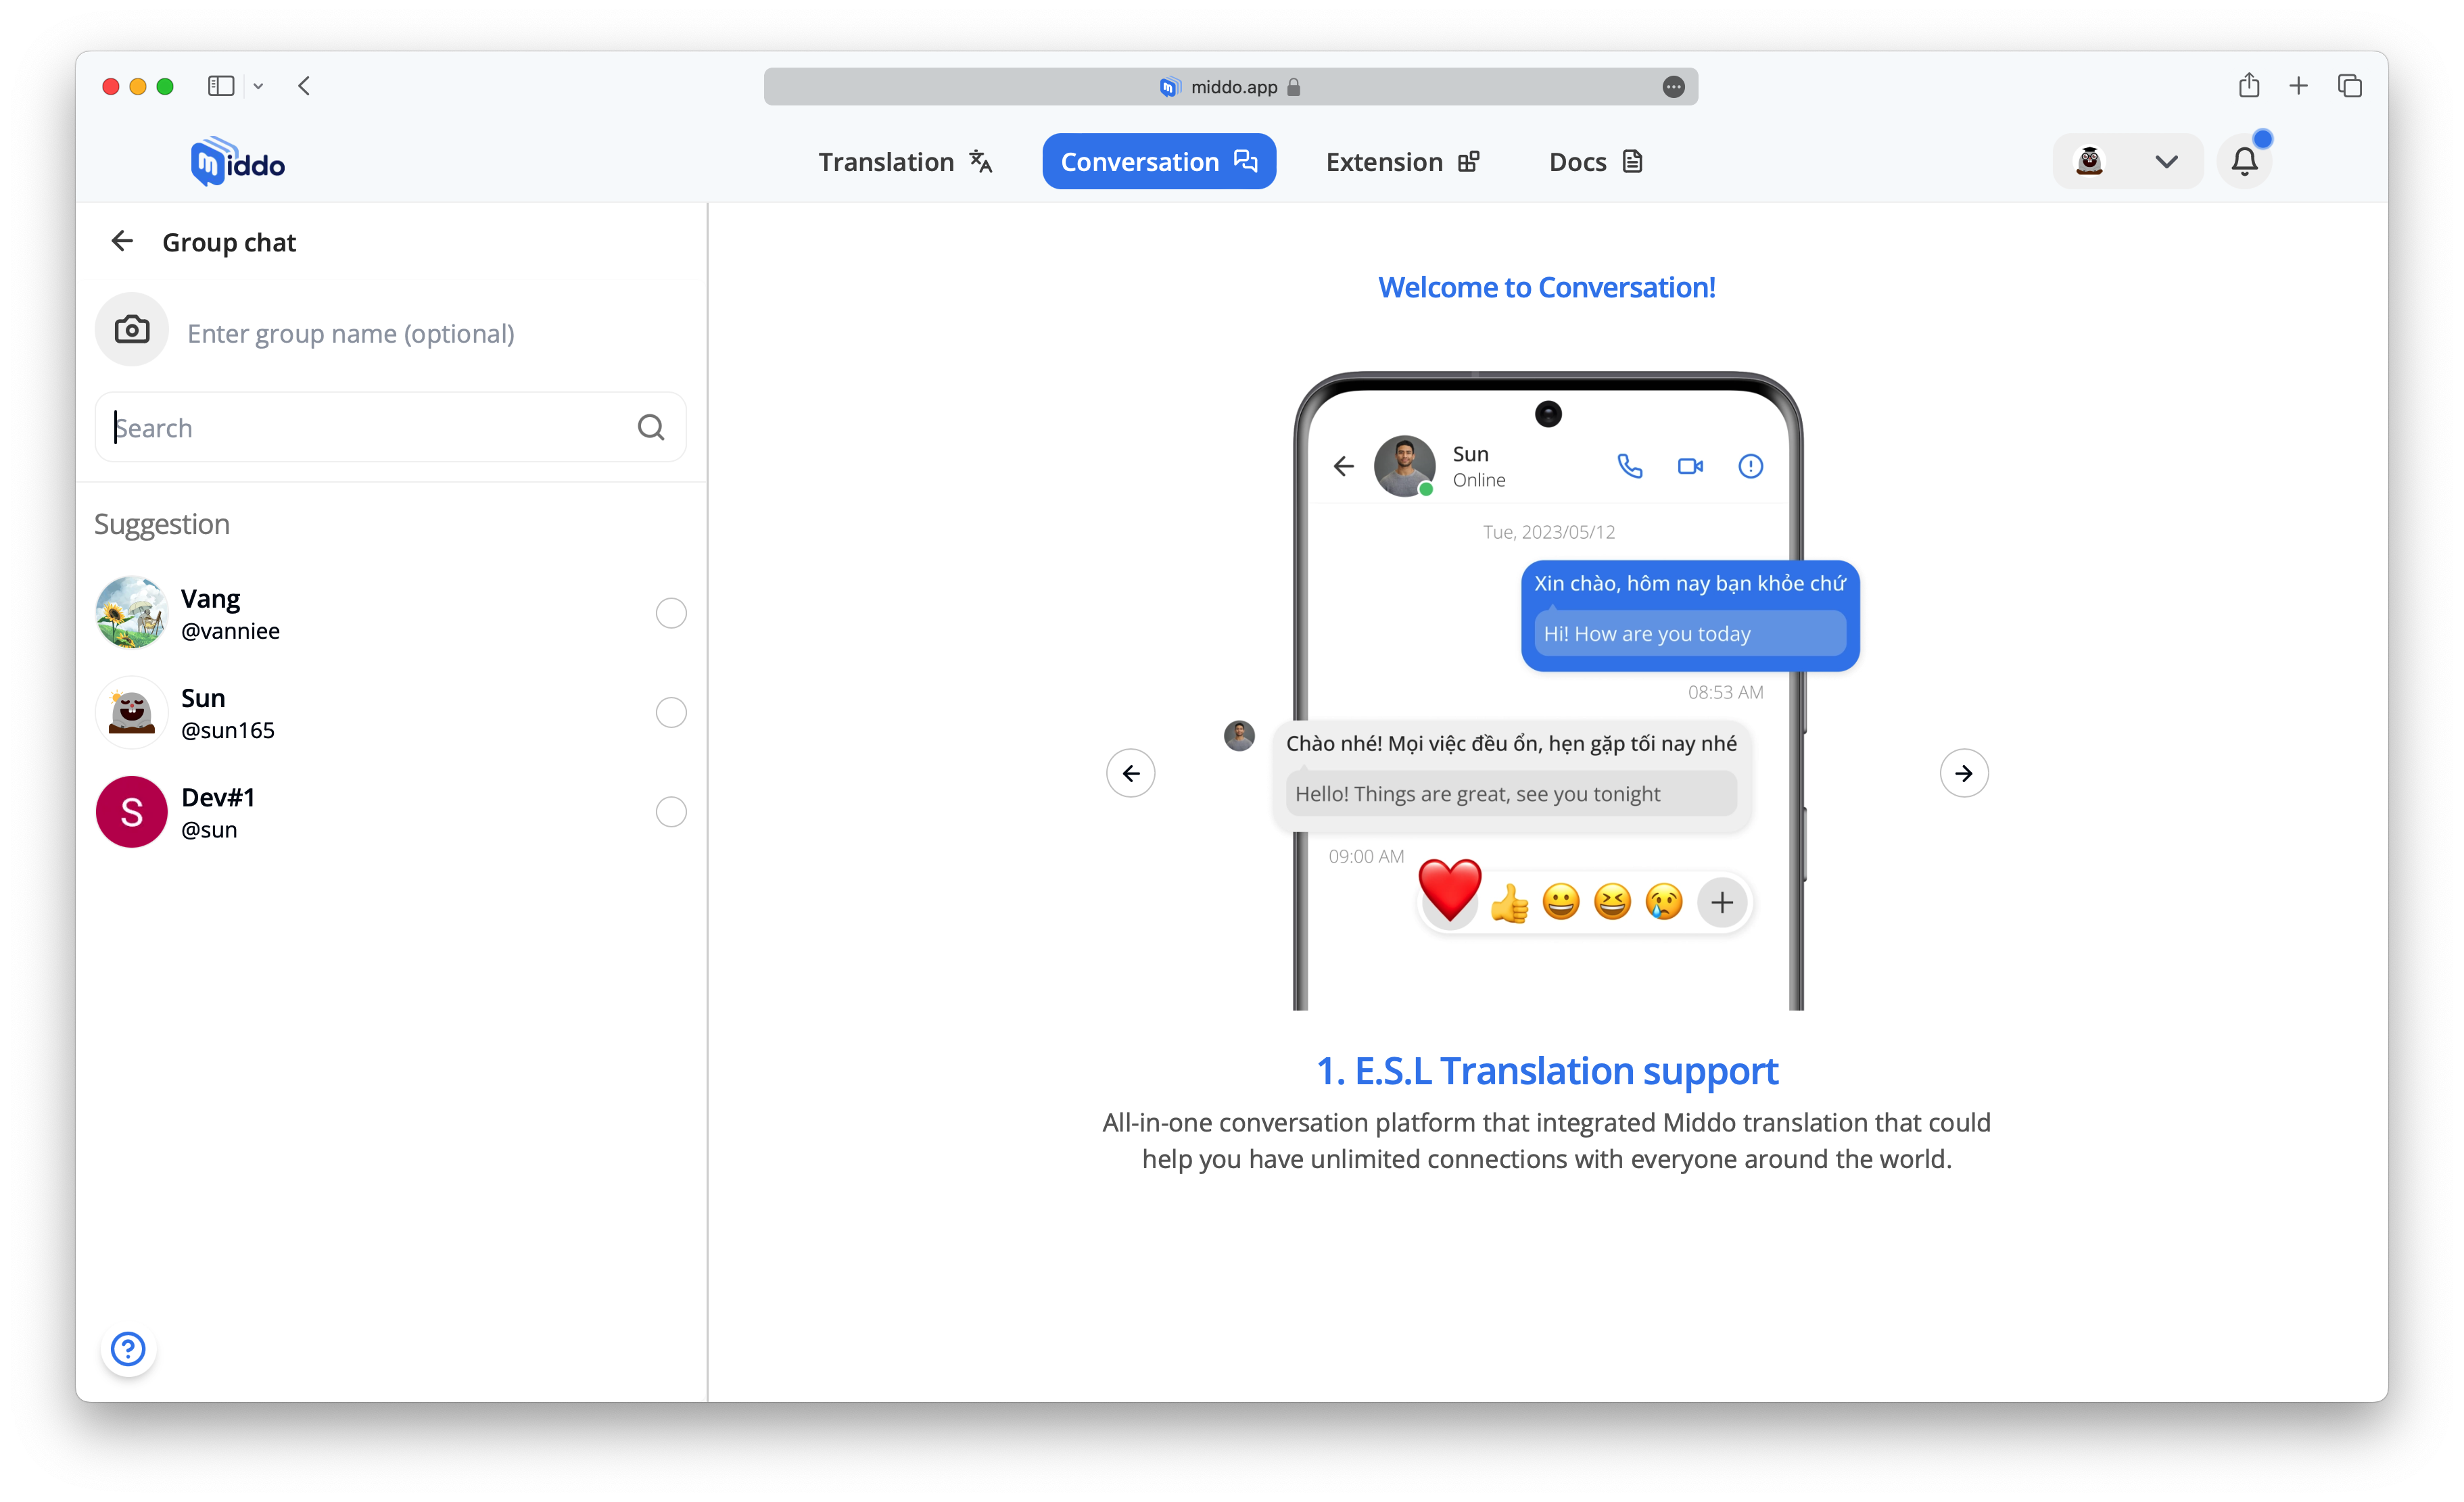 middo.app
middo
Translation
Conversation
Extension
Docs
Group chat
Enter group name (optional)
Search
Suggestion
Vang
@vanniee
Sun
@sun165
S
Dev#1
@sun
Welcome to Conversation!
Sun
Online
Tue, 2023/05/12
Xin chào, hôm nay bạn khỏe chứ
Hi! How are you today
08:53 AM
Chào nhé! Mọi việc đều ổn, hẹn gặp tối nay nhé
Hello! Things are great, see you tonight
09:00 AM
1. E.S.L Translation support
All-in-one conversation platform that integrated Middo translation that could
help you have unlimited connections with everyone around the world.